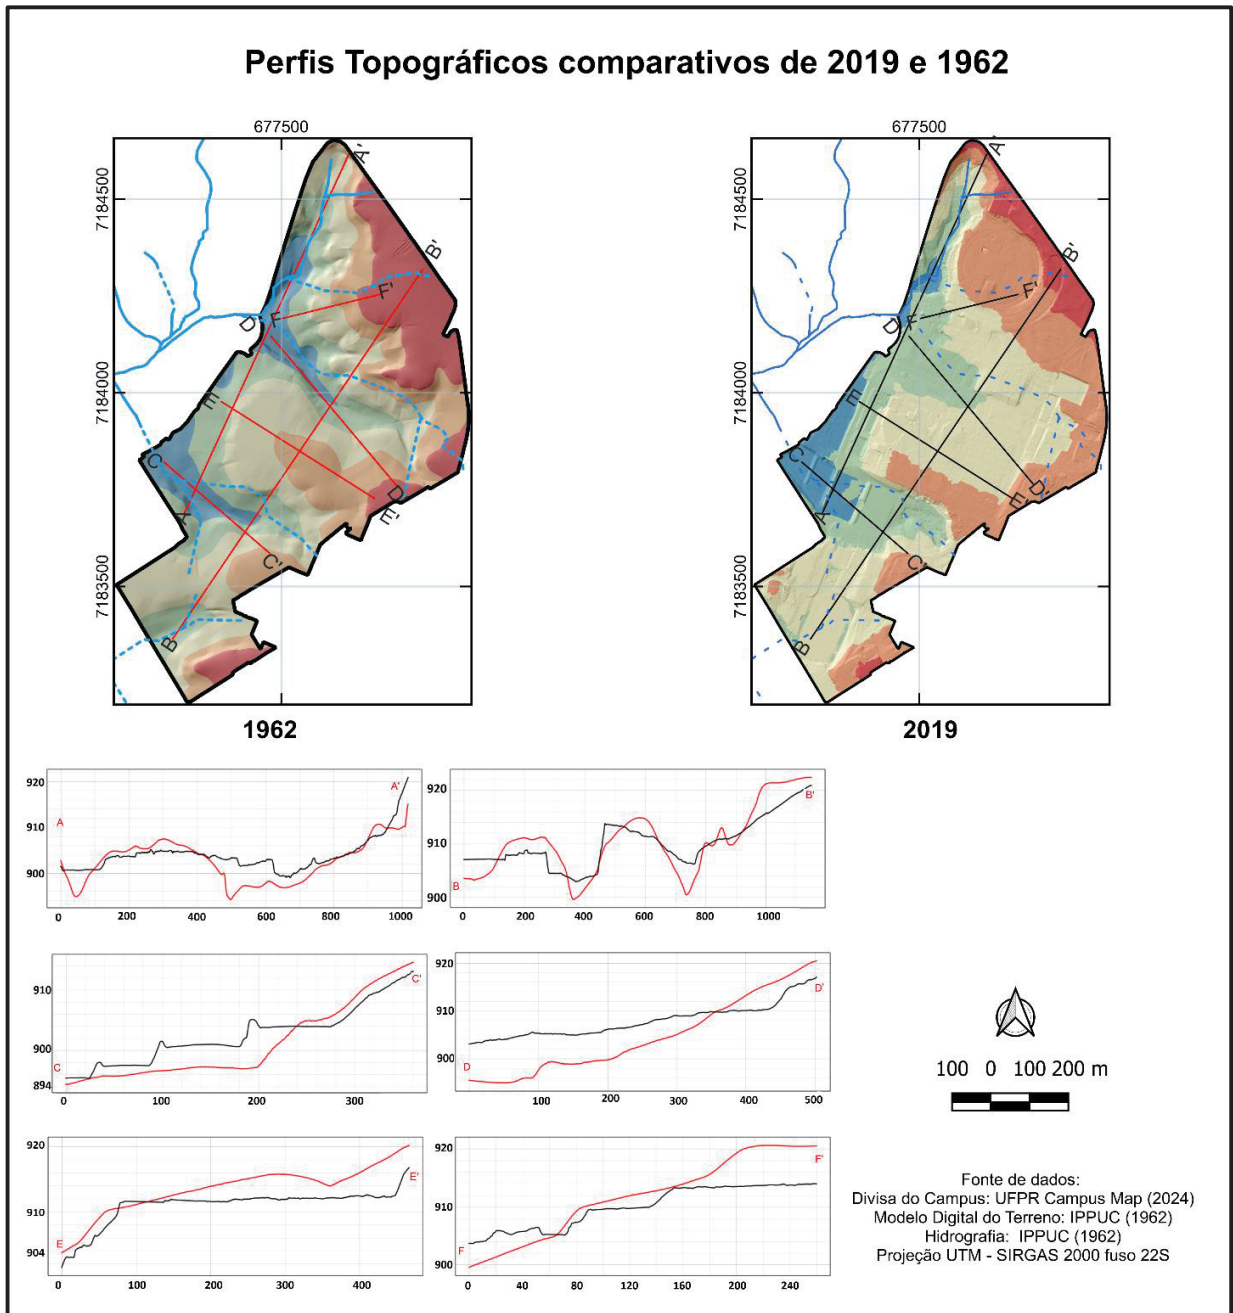 Perfis Topográficos comparativos de 2019 e 1962
677500
677500
7184500
7184000
7183500
A'
B'
F'
D'
F
E
C
A
D
E'
C'
B
7184500
7184000
7183500
A'
B'
F'
D'
F
E
C
A
D
E'
C'
B
1962
2019
920
910
900
A
A'
0
200
400
600
800
1000
920
910
900
B
B'
0
200
400
600
800
1000
910
900
894
C
C'
0
100
200
300
920
910
900
D
D'
100
200
300
400
500
920
910
904
E
E'
0
100
200
300
400
920
910
900
F
F'
0
40
80
120
160
200
240
100 0 100 200 m
Fonte de dados:
Divisa do Campus: UFPR Campus Map (2024)
Modelo Digital do Terreno: IPPUC (1962)
Hidrografia: IPPUC (1962)
Projeção UTM - SIRGAS 2000 fuso 22S